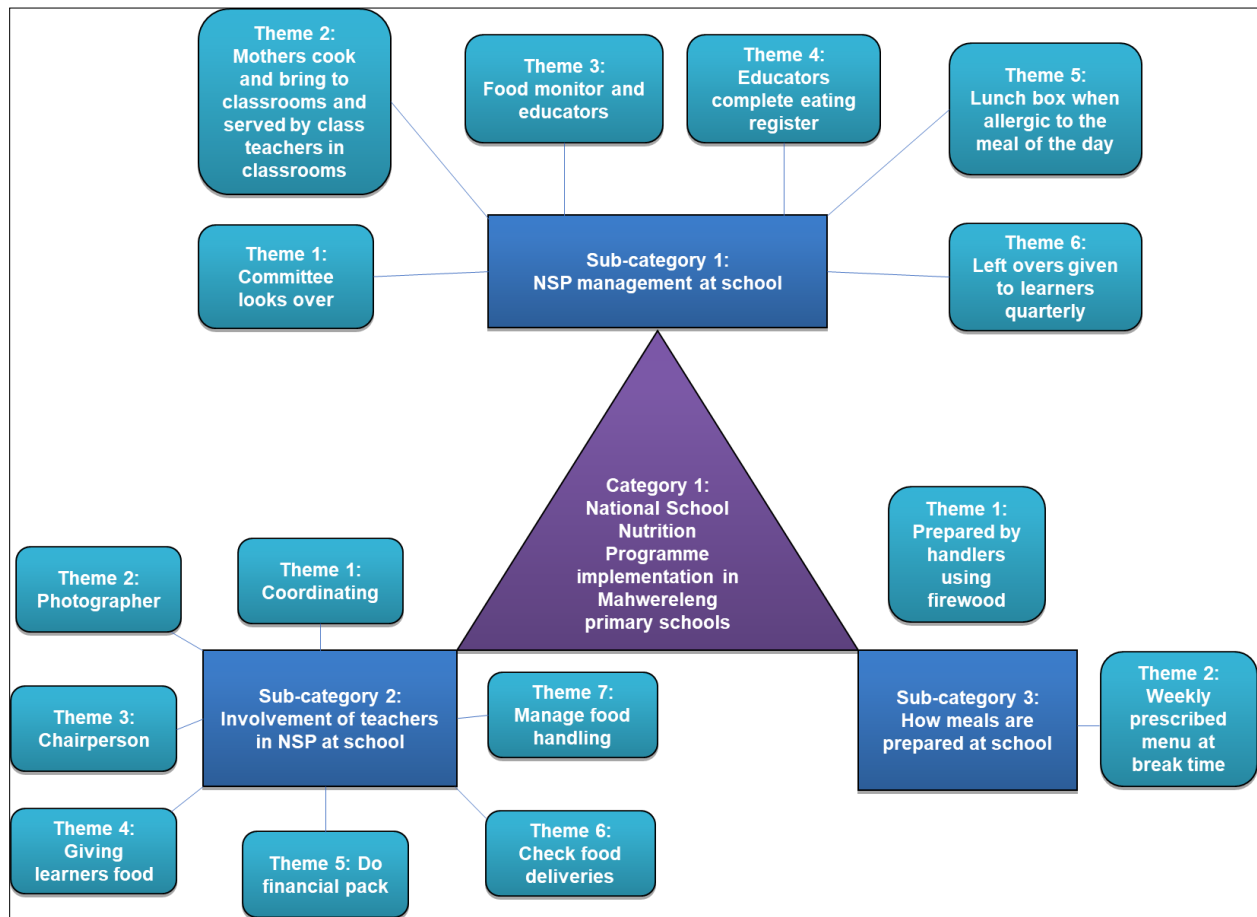 Theme 2:
Mothers cook
and bring to
classrooms and
served by class
teachers in
classrooms
Theme 3:
Food monitor and
educators
Theme 4:
Educators
complete eating
register
Theme 5:
Lunch box when
allergic to the
meal of the day
Theme 1:
Committee
looks over
Sub-category 1:
NSP management at school
Theme 6:
Left overs given
to learners
quarterly
Category 1:
National School
Nutrition
Programme
implementation in
Mahwereleng
primary schools
Theme 1:
Prepared by
handlers
using
firewood
Theme 2:
Photographer
Theme 1:
Coordinating
Sub-category 2:
Involvement of teachers
in NSP at school
Theme 7:
Manage food
handling
Sub-category 3:
How meals are
prepared at school
Theme 2:
Weekly
prescribed
menu at
break time
Theme 3:
Chairperson
Theme 4:
Giving
learners food
Theme 5: Do
financial pack
Theme 6:
Check food
deliveries